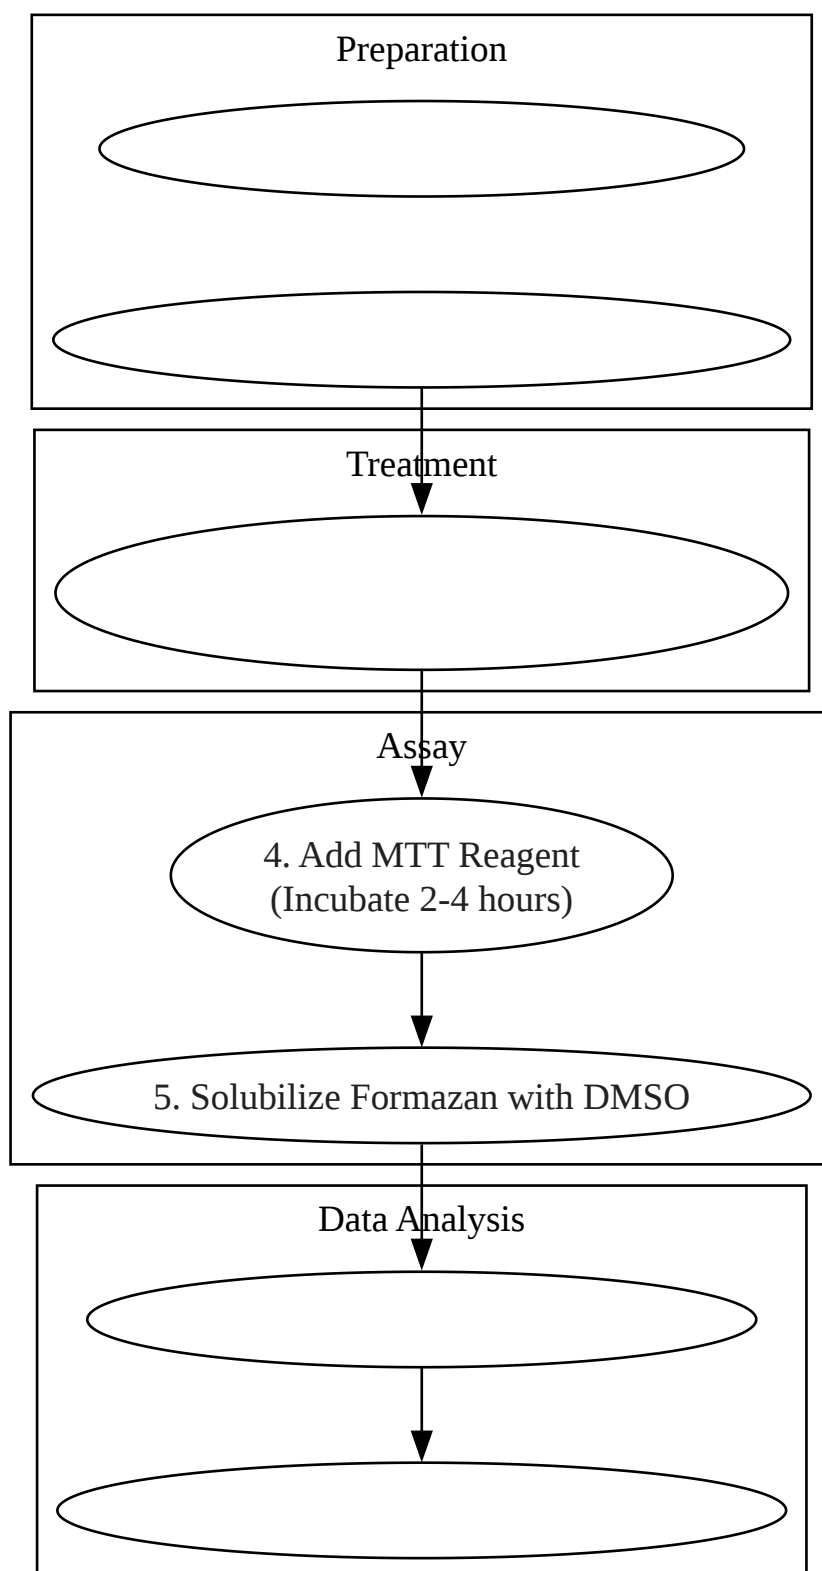 Preparation
Treatment
Assay
4. Add MTT Reagent
(Incubate 2-4 hours)
5. Solubilize Formazan with DMSO
Data Analysis